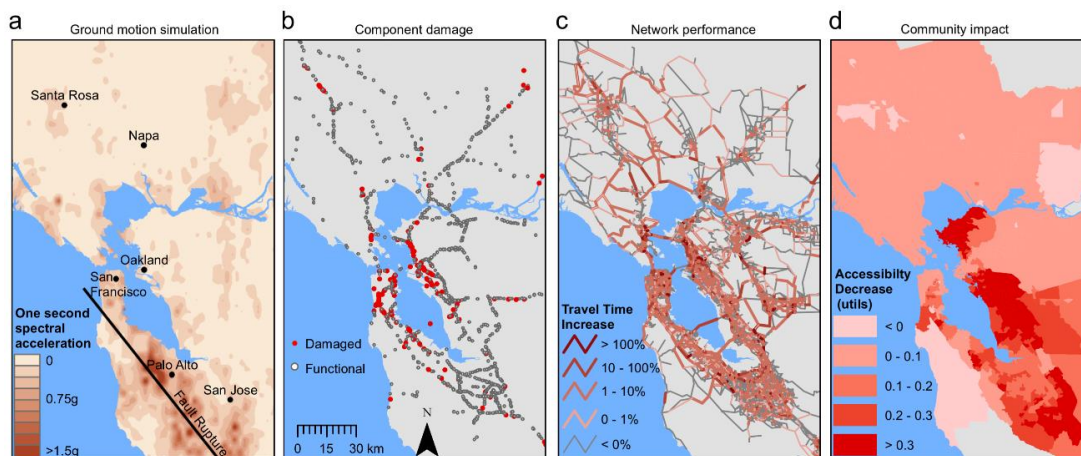 a Ground motion simulation
Santa Rosa
Napa
Oakland
San
Francisco
One second
spectral
acceleration
0
0.75g
>1.5g
Palo Alto
San Jose
Fault Rupture
b Component damage
Damaged
Functional
N
0 15 30 km
c Network performance
Travel Time
Increase
> 100%
10 - 100%
1 - 10%
0 - 1%
<0%
d Community impact
Accessibilty
Decrease
(utils)
< 0
0 - 0.1
0.1 - 0.2
0.2 - 0.3
> 0.3